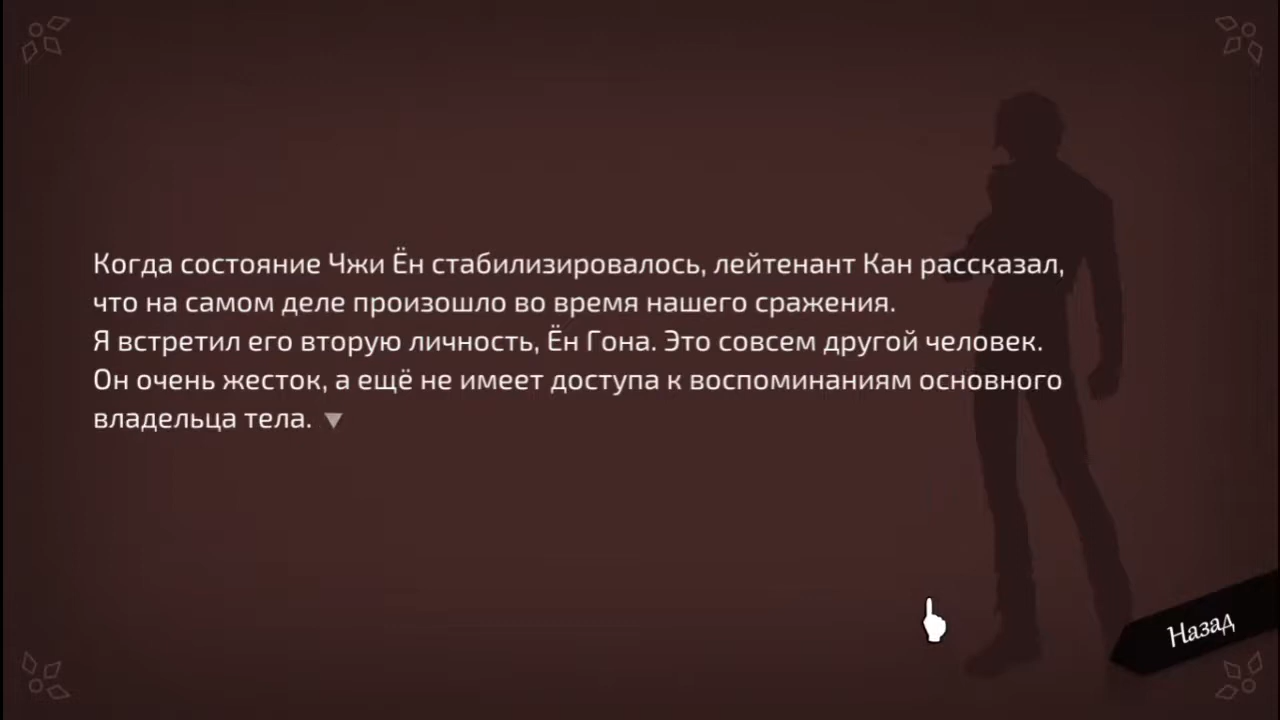 Когда состояние Чжи Ён стабилизировалось, лейтенант Кан рассказал,
что на самом деле произошло во время нашего сражения.
Я встретил его вторую личность, Ён Гона. Это совсем другой человек.
Он очень жесток, а ещё не имеет доступа к воспоминаниям основного
владельца тела.
Назад